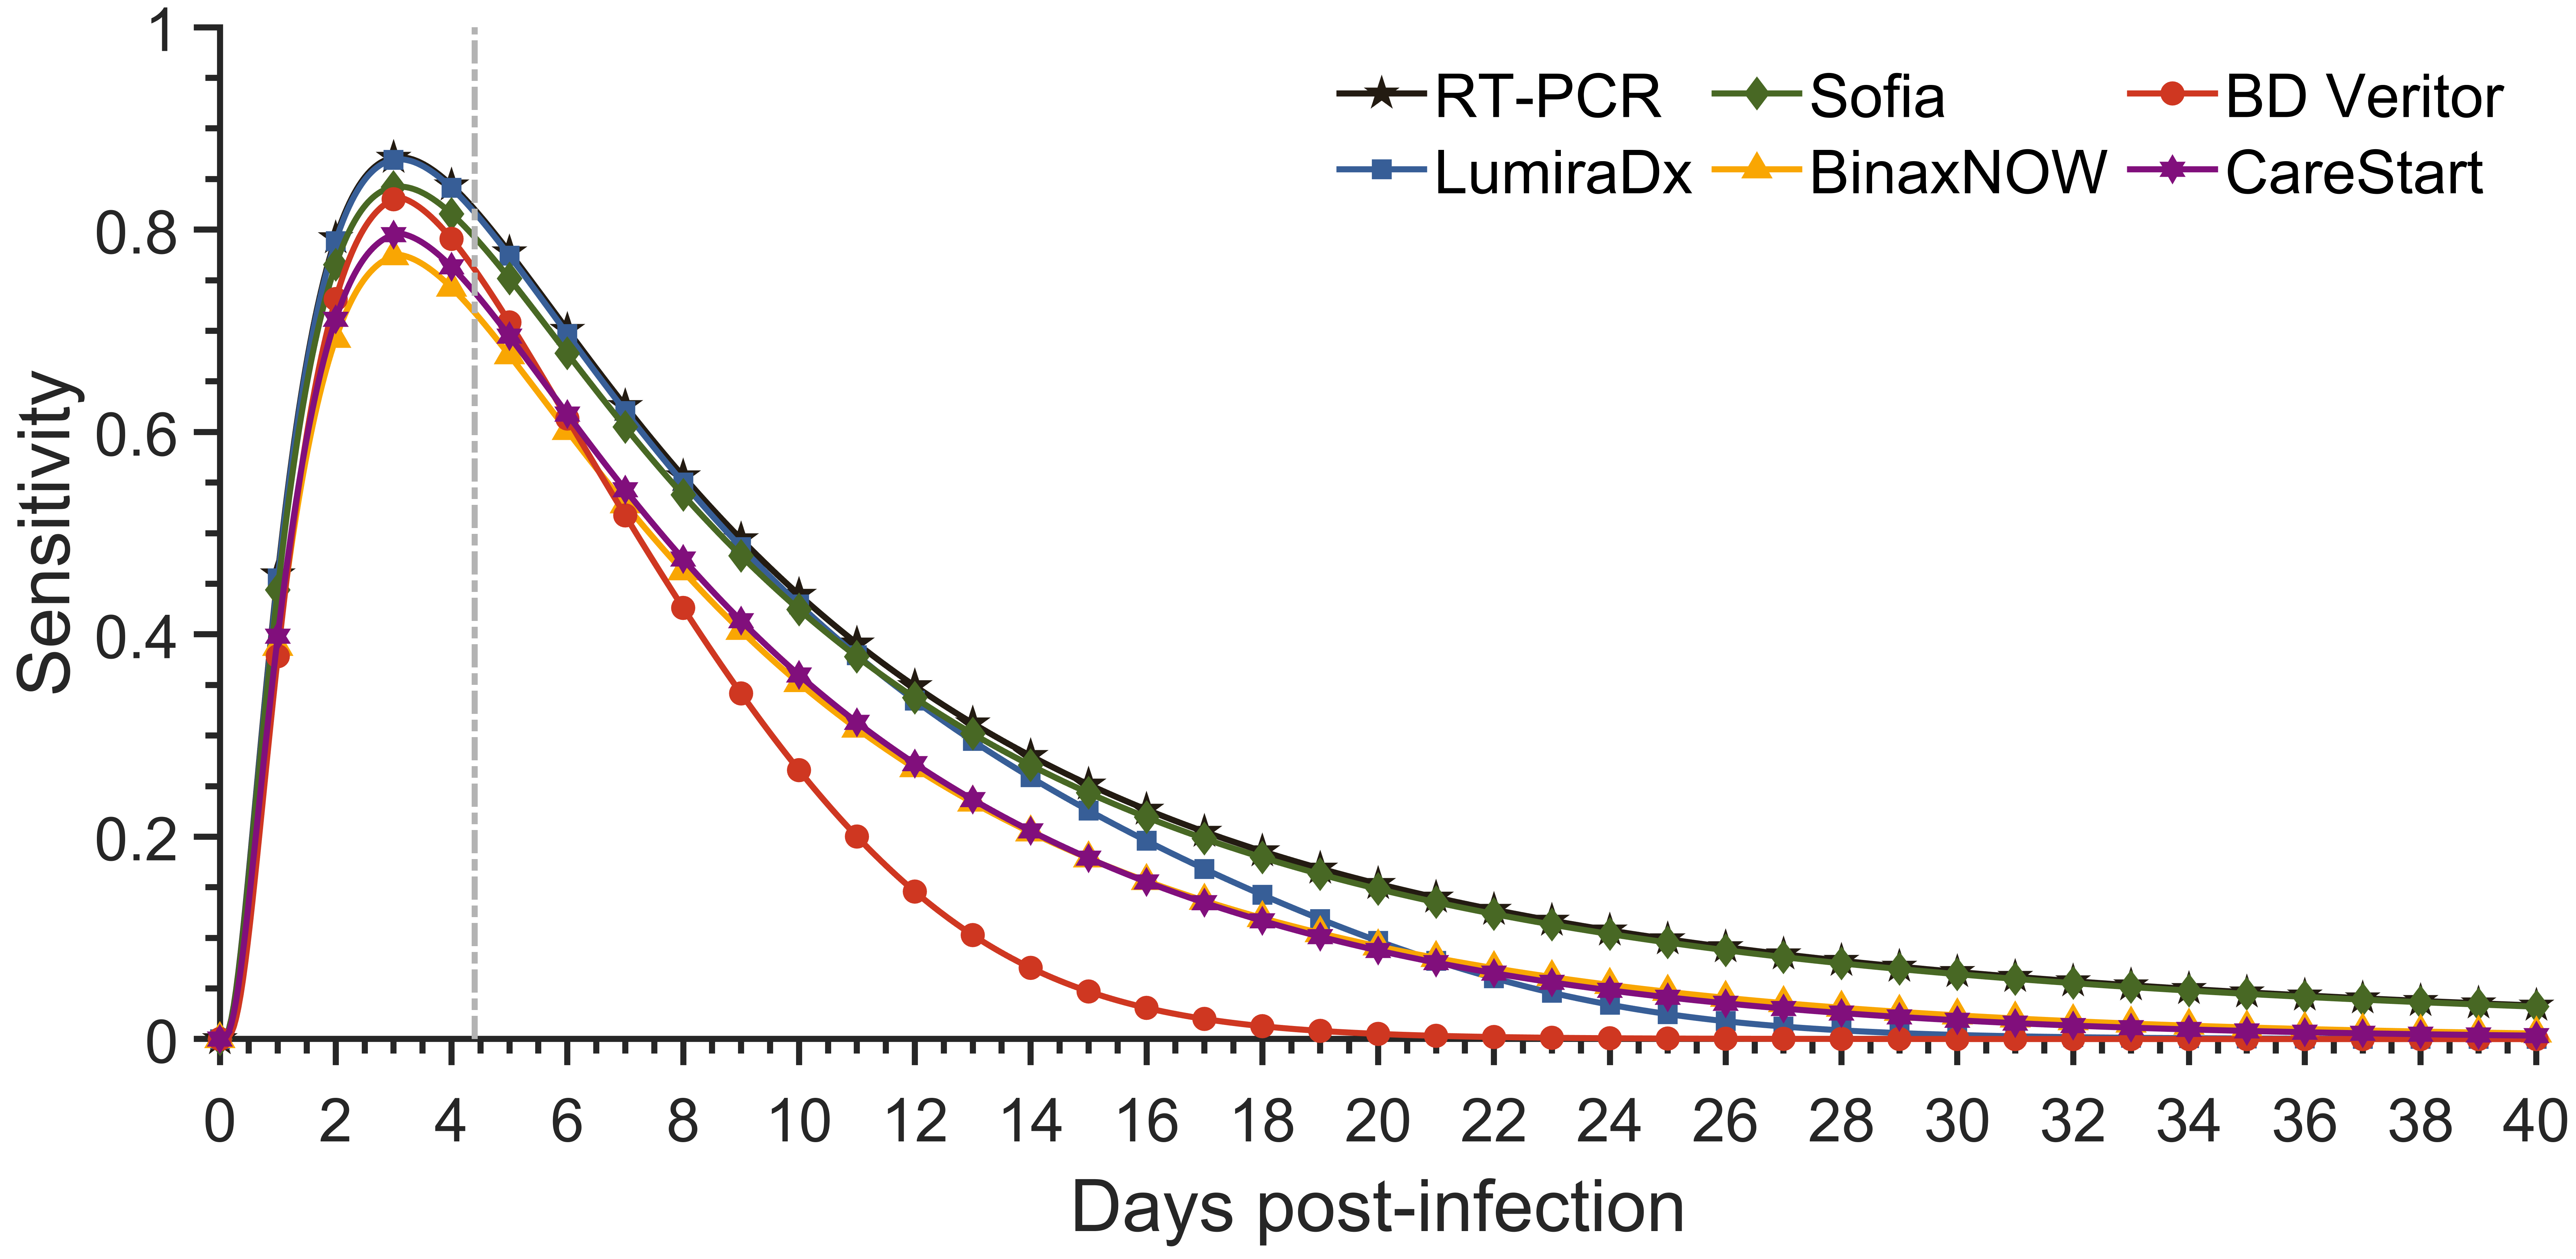 RT-PCR Sofia BD Veritor
LumiraDx BinaxNOW CareStart
Sensitivity
1
0.8
0.6
0.4
0.2
0
0 2 4 6 8 10 12 14 16 18 20 22 24 26 28 30 32 34 36 38 40
Days post-infection